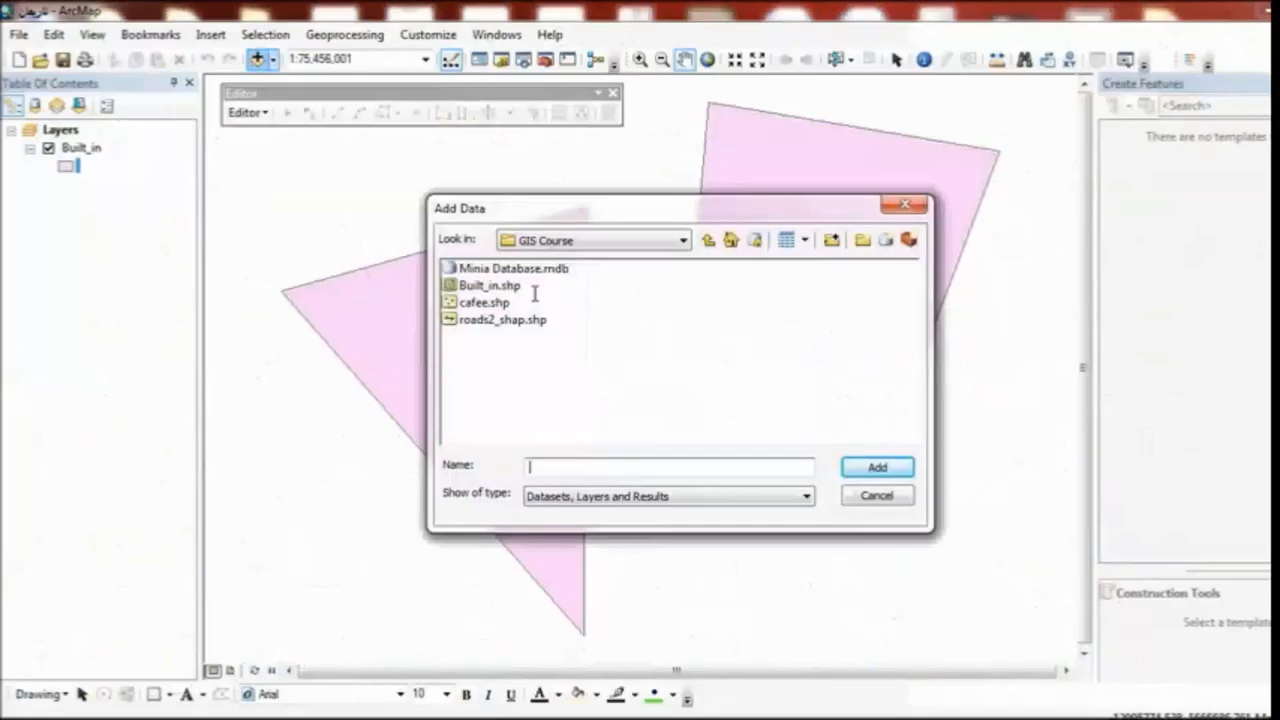 تاريفان - ArcMap
File Edit View Bookmarks Insert Selection Geoprocessing Customize Windows Help
1:75,456,001
Table Of Contents
Layers
Built_in
Editor
Editor
Create Features
<Search>
There are no templates
Add Data
Look in: GIS Course
Minia Database.mdb
Built_in.shp
cafee.shp
roads2_shap.shp
Name:
Add
Show of type: Datasets, Layers and Results
Cancel
Construction Tools
Select a template
Drawing A Arial 10 B I U A